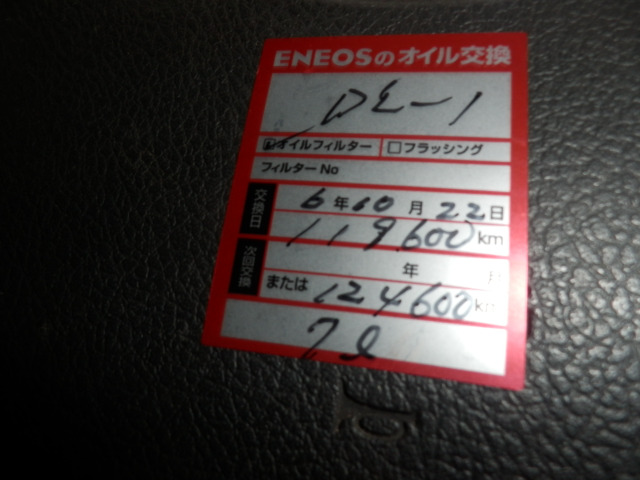 ENEOSのオイル交換
DL-1
☑オイルフィルター □フラッシング
フィルターNo
交換日 6年10月22日
119600km
次回交換 年 月
または 124600km
7ℓ